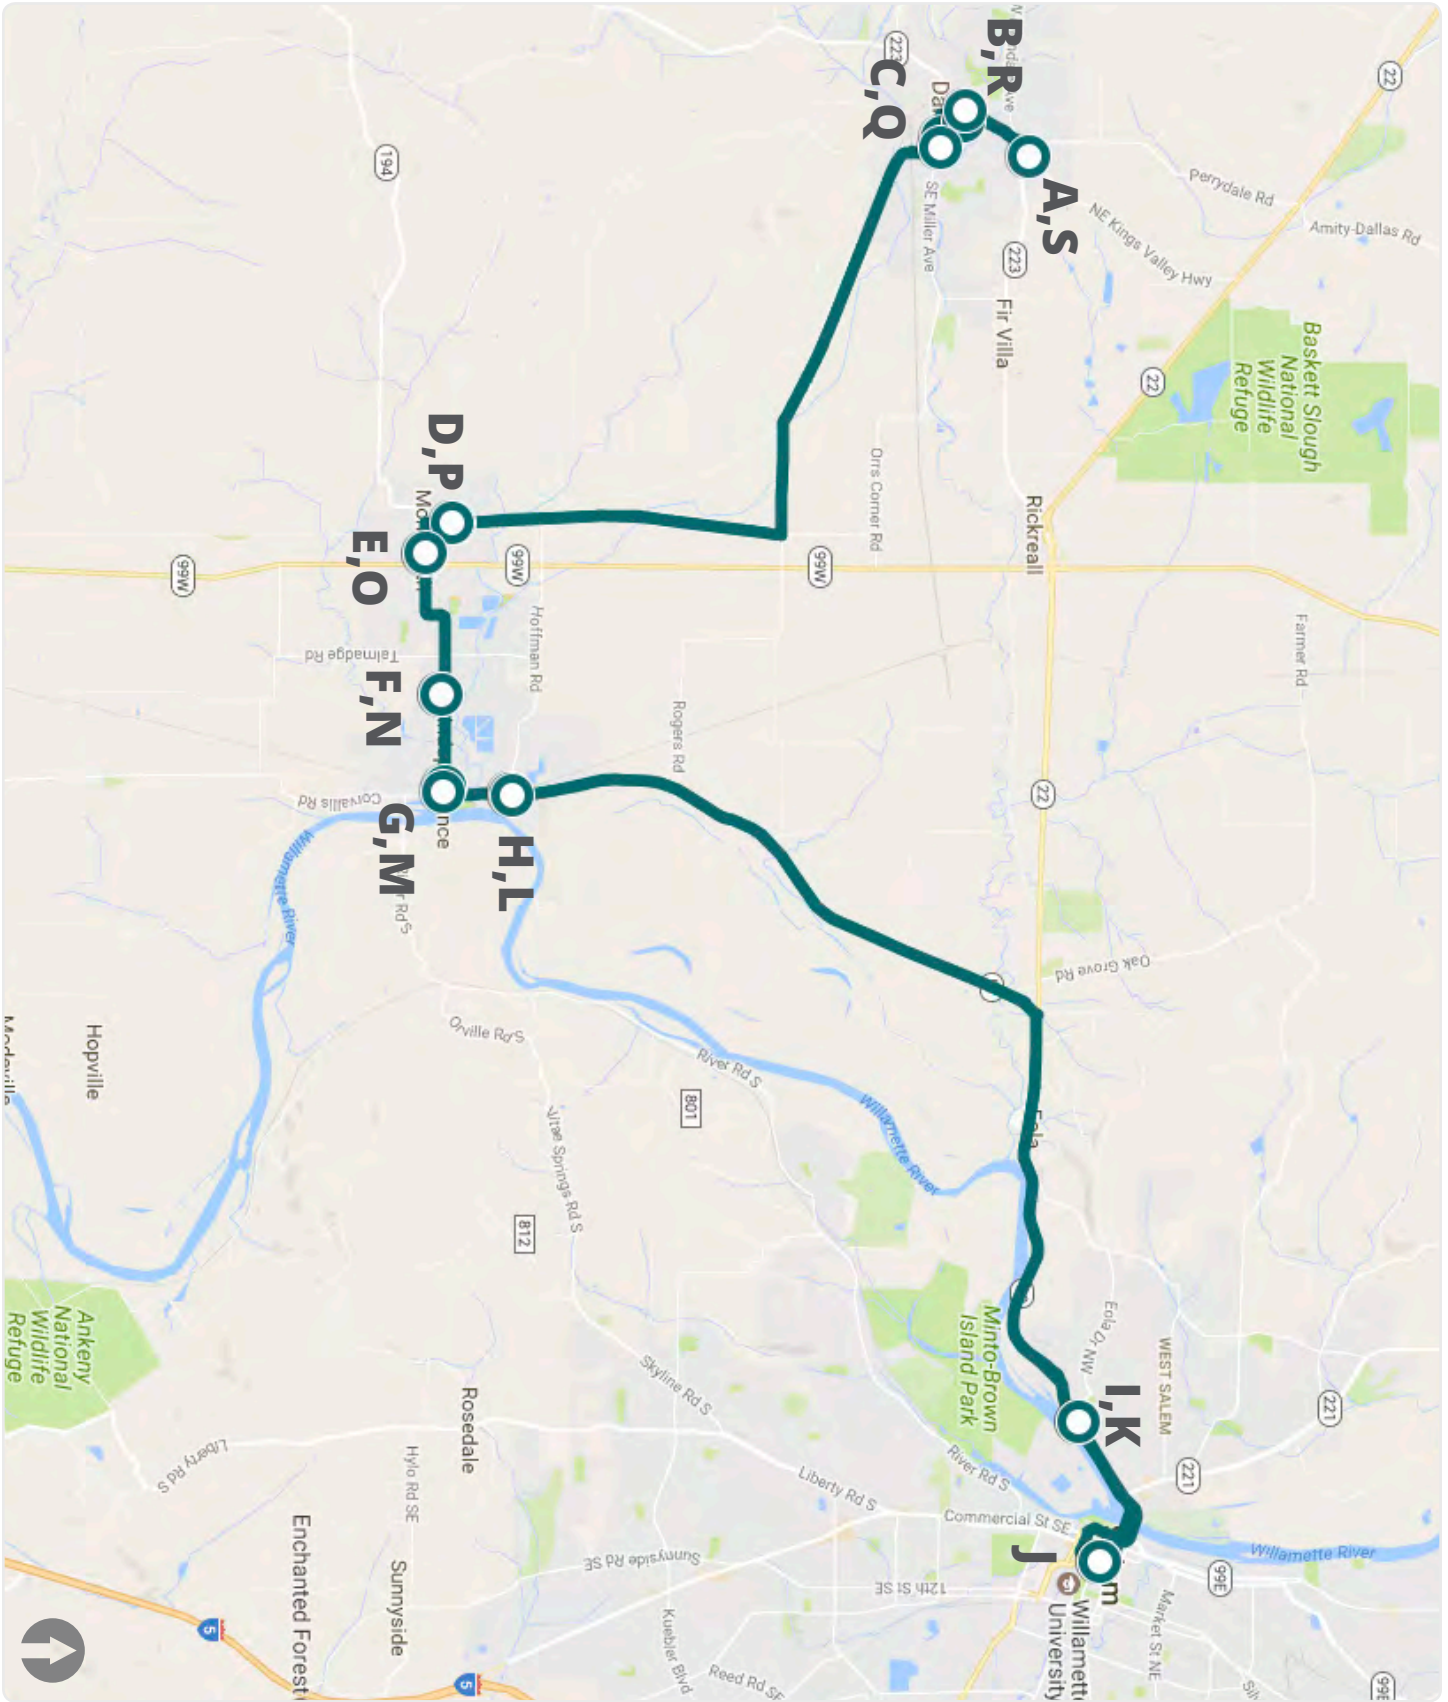 22
Amity-Dallas Rd
Perrydale Rd
Baskett Slough
National
Wildlife
Refuge
Farmer Rd
221
99E
NE Kings Valley Hwy
22
WEST SALEM
221
99E
Willamette River
Market St NE
Oak Grove Rd
Eola Dr NW
I,K
A,S
223
Fir Villa
Rickreall
22
Eola
J
Willamette
University
B,R
C,Q
223
SE Miller Ave
Orrs Corner Rd
Minto-Brown
Island Park
River Rd S
Commercial St SE
12th St SE
Willamette River
Liberty Rd S
99W
Rogers Rd
River Rd S
801
Skyline Rd S
Sunnyside Rd SE
Kuebler Blvd
Reed Rd SE
Hoffman Rd
99W
H,L
Vitae Springs Rd S
812
Orville Rd S
Rosedale
5
D,P
E,O
F,N
G,M
nce
194
Talmadge Rd
Corvallis Rd
Hylo Rd SE
Sunnyside
Willamette River
Enchanted Forest
Liberty Rd S
5
99W
Hopville
Ankeny
National
Wildlife
Refuge